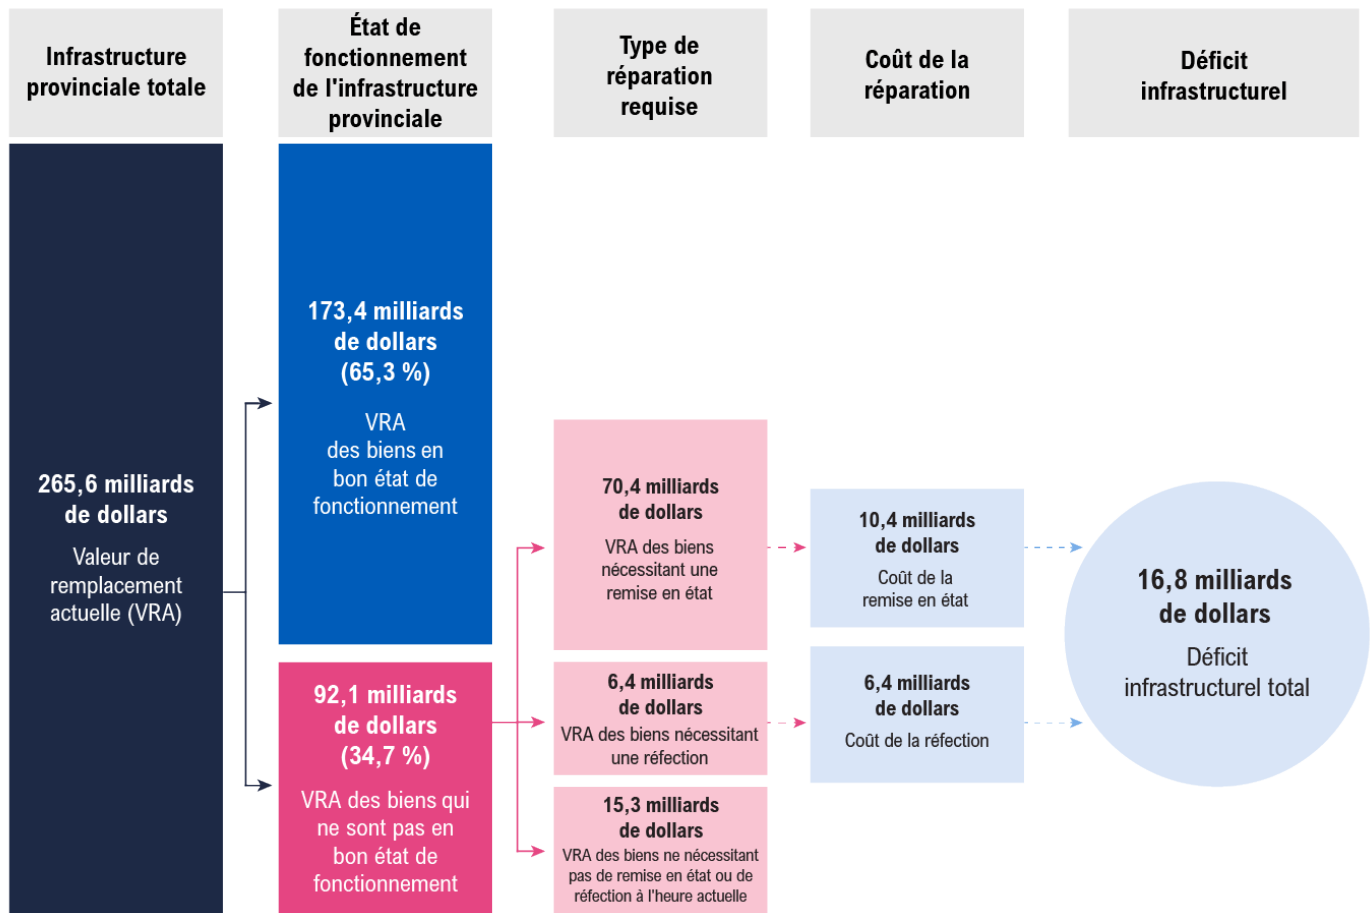 Infrastructure
provinciale totale
État de
fonctionnement
de l'infrastructure
provinciale
Type de
réparation
requise
Coût de la
réparation
Déficit
infrastructurel
265,6 milliards
de dollars
Valeur de
remplacement
actuelle (VRA)
173,4 milliards
de dollars
(65,3 %)
VRA
des biens en
bon état de
fonctionnement
92,1 milliards
de dollars
(34,7 %)
VRA des biens qui
ne sont pas en
bon état de
fonctionnement
70,4 milliards
de dollars
VRA des biens
nécessitant une
remise en état
6,4 milliards
de dollars
VRA des biens nécessitant
une réfection
15,3 milliards
de dollars
VRA des biens ne nécessitant
pas de remise en état ou de
réfection à l'heure actuelle
10,4 milliards
de dollars
Coût de la
remise en état
6,4 milliards
de dollars
Coût de la réfection
16,8 milliards
de dollars
Déficit
infrastructurel total